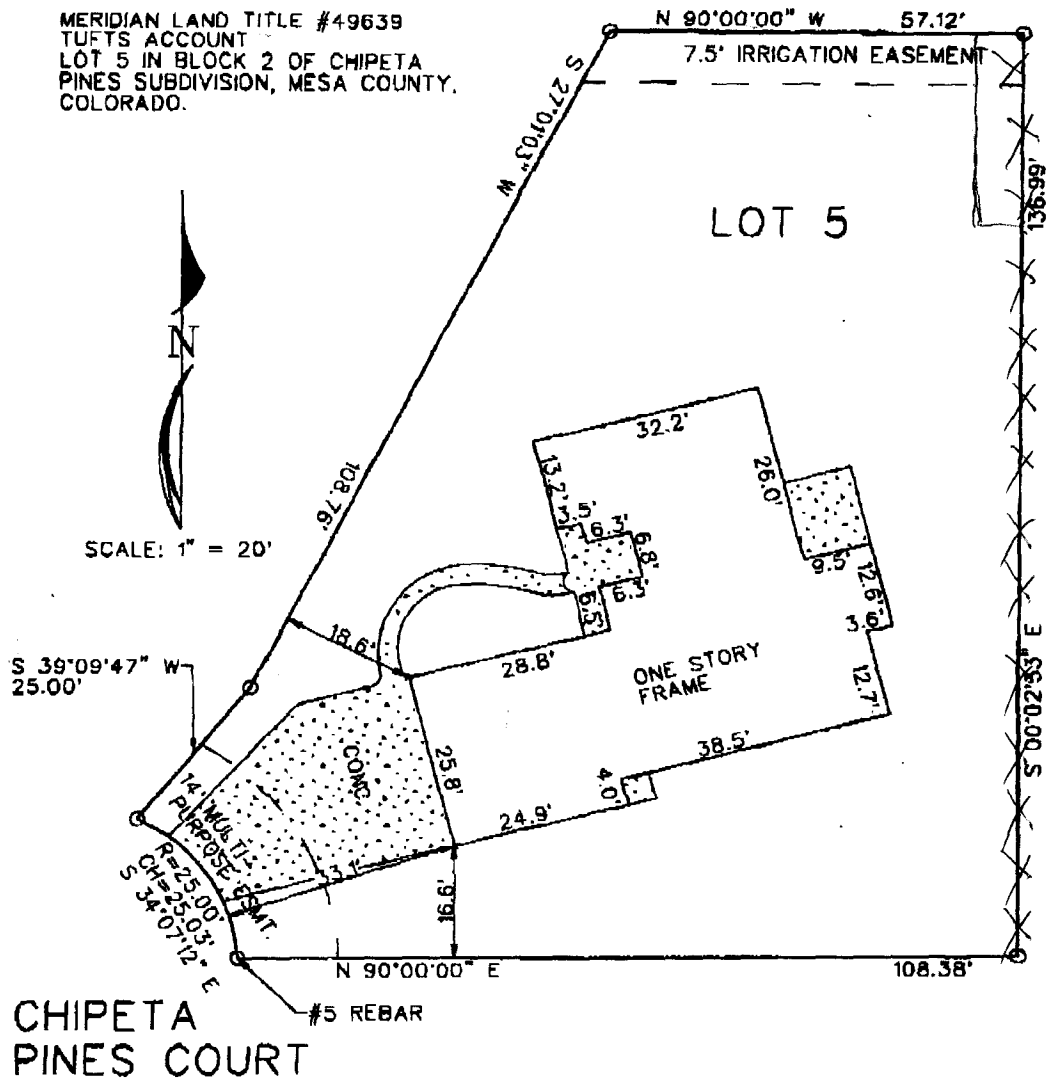 MERIDIAN LAND TITLE #49639
TUFTS ACCOUNT
LOT 5 IN BLOCK 2 OF CHIPETA
PINES SUBDIVISION, MESA COUNTY,
COLORADO.
N 90°00'00" W 57.12'
7.5' IRRIGATION EASEMENT
S 27°01'03" W
108.76'
136.99'
S 00°02'53" E
LOT 5
N
SCALE: 1" = 20'
32.2'
13.2'
3.5'
6.3'
6.8'
6.3'
5.5'
26.0'
9.5'
12.6'
3.6'
12.7'
18.6'
28.8'
ONE STORY
FRAME
S 39°09'47" W
25.00'
CONC.
25.8'
38.5'
4.0'
24.9'
14' MULTI-
PURPOSE ESMT.
R=25.00'
CH=25.03'
S 34°07'12" E
16.6'
N 90°00'00" E
108.38'
#5 REBAR
CHIPETA
PINES COURT